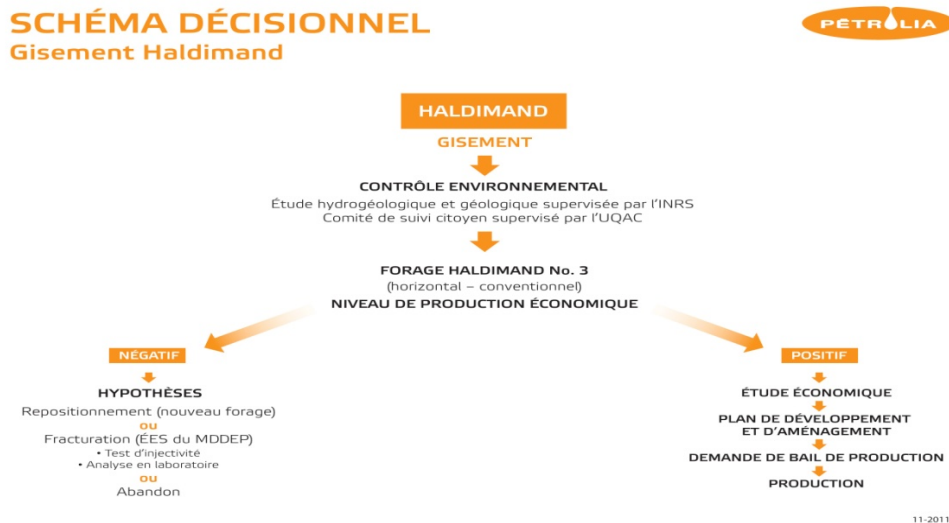 SCHÉMA DÉCISIONNEL
Gisement Haldimand
PÉTROLIA
HALDIMAND
GISEMENT
CONTRÔLE ENVIRONNEMENTAL
Étude hydrogéologique et géologique supervisée par l'INRS
Comité de suivi citoyen supervisé par l'UQAC
FORAGE HALDIMAND No. 3
(horizontal – conventionnel)
NIVEAU DE PRODUCTION ÉCONOMIQUE
NÉGATIF
HYPOTHÈSES
Repositionnement (nouveau forage)
ou
Fracturation (ÉES du MDDEP)
• Test d'injectivité
• Analyse en laboratoire
ou
Abandon
POSITIF
ÉTUDE ÉCONOMIQUE
PLAN DE DÉVELOPPEMENT
ET D'AMÉNAGEMENT
DEMANDE DE BAIL DE PRODUCTION
PRODUCTION
11-2011